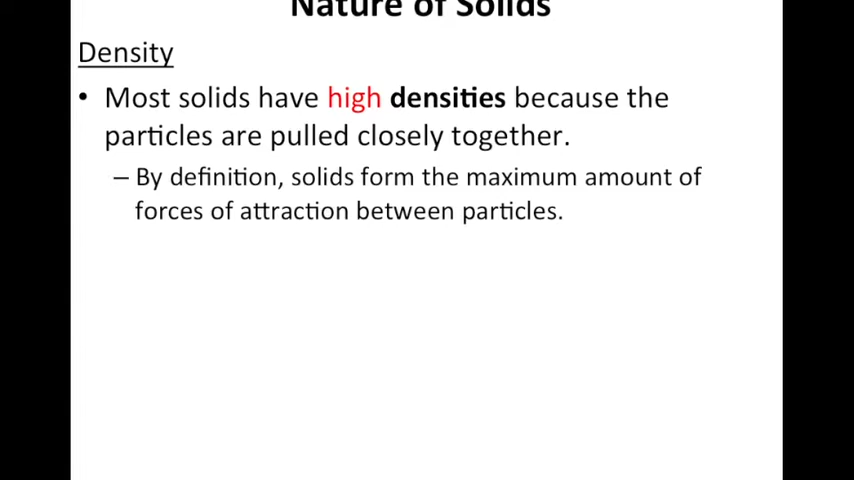 Nature of Solids
Density
• Most solids have high densities because the
particles are pulled closely together.
– By definition, solids form the maximum amount of
forces of attraction between particles.